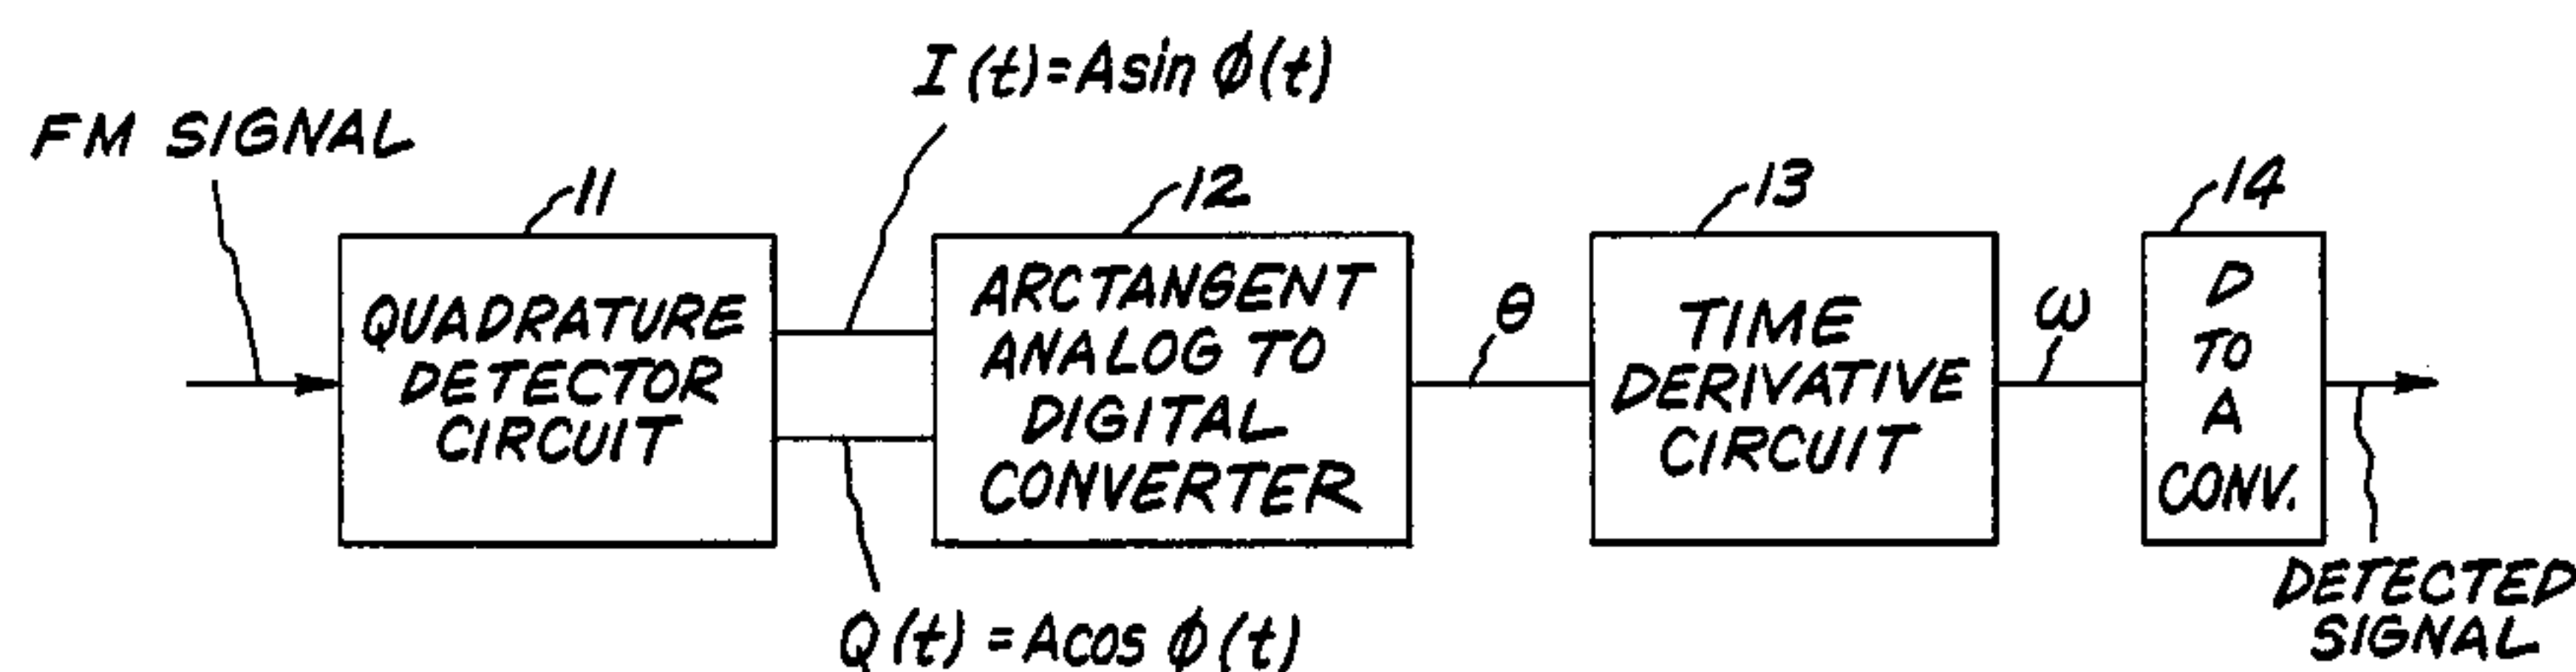 I(t)=Asin ϕ(t)
FM SIGNAL
11
12
13
14
QUADRATURE
DETECTOR
CIRCUIT
ARCTANGENT
ANALOG TO
DIGITAL
CONVERTER
θ
TIME
DERIVATIVE
CIRCUIT
ω
D
TO
A
CONV.
DETECTED
SIGNAL
Q(t) = Acos ϕ(t)